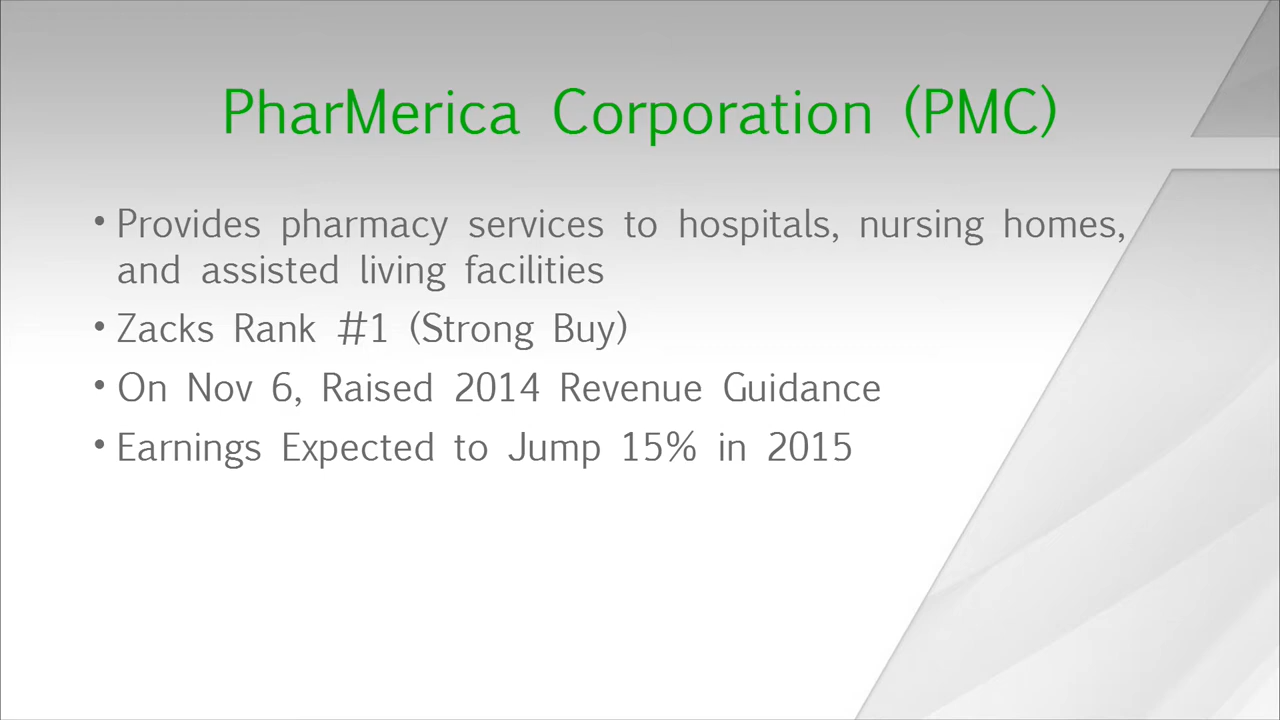 PharMerica Corporation (PMC)
• Provides pharmacy services to hospitals, nursing homes,
and assisted living facilities
• Zacks Rank #1 (Strong Buy)
• On Nov 6, Raised 2014 Revenue Guidance
• Earnings Expected to Jump 15% in 2015